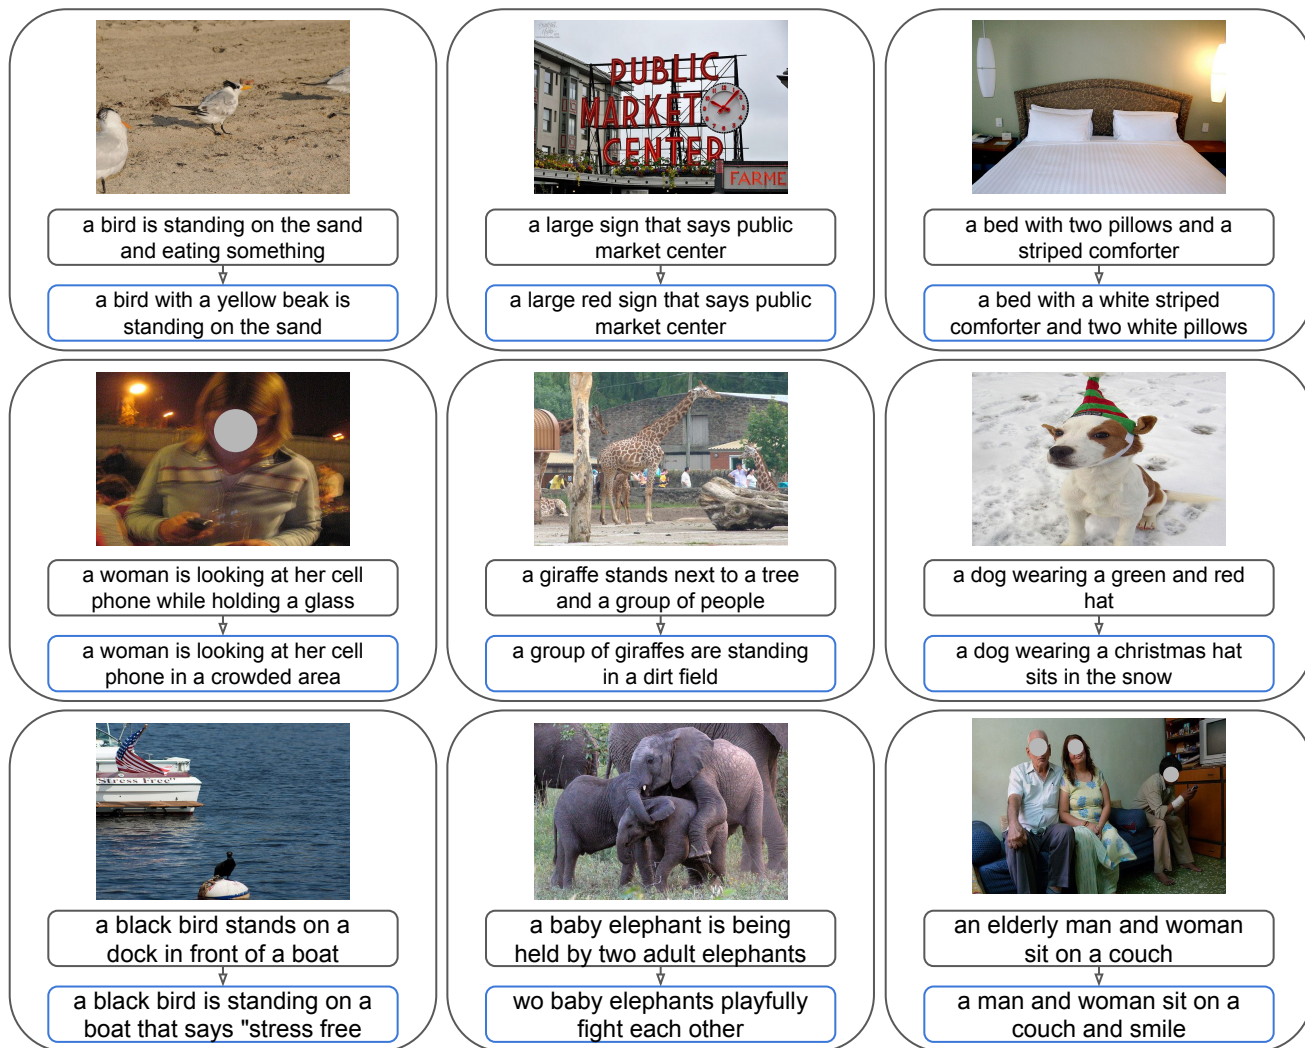 PUBLIC
MARKET
CENTER
FARME
a bird is standing on the sand
and eating something
a bird with a yellow beak is
standing on the sand
a large sign that says public
market center
a large red sign that says public
market center
a bed with two pillows and a
striped comforter
a bed with a white striped
comforter and two white pillows
a woman is looking at her cell
phone while holding a glass
a woman is looking at her cell
phone in a crowded area
a giraffe stands next to a tree
and a group of people
a group of giraffes are standing
in a dirt field
a dog wearing a green and red
hat
a dog wearing a christmas hat
sits in the snow
"Stress Free"
a black bird stands on a
dock in front of a boat
a black bird is standing on a
boat that says "stress free
a baby elephant is being
held by two adult elephants
wo baby elephants playfully
fight each other
an elderly man and woman
sit on a couch
a man and woman sit on a
couch and smile